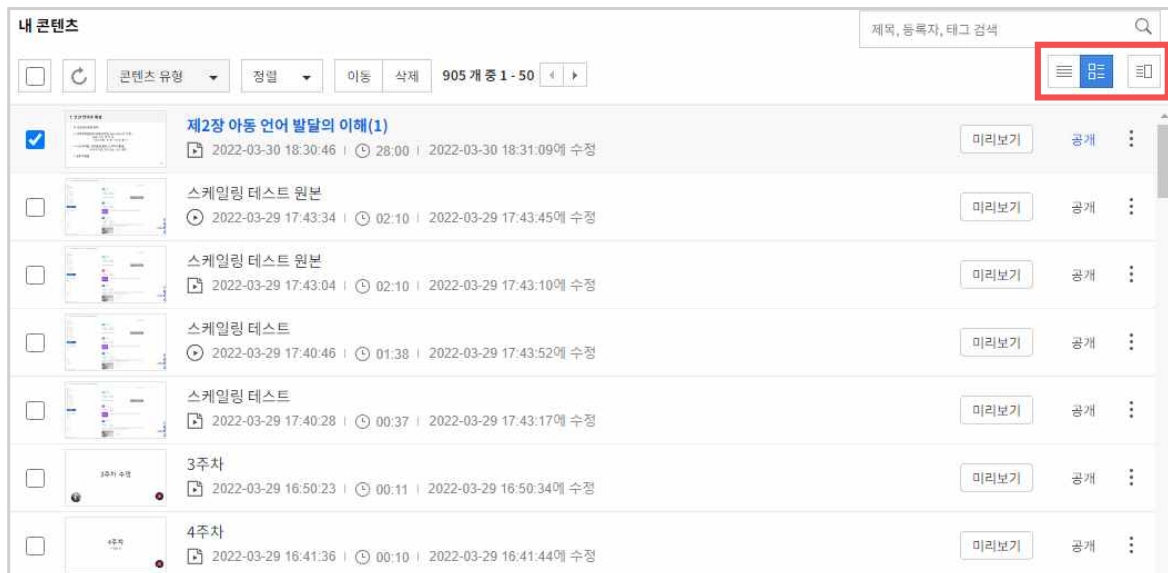 내 콘텐츠
제목, 등록자, 태그 검색
콘텐츠 유형 정렬 이동 삭제 905 개 중 1 - 50
제2장 아동 언어 발달의 이해(1)
2022-03-30 18:30:46 28:00 2022-03-30 18:31:09에 수정
미리보기 공개
스케일링 테스트 원본
2022-03-29 17:43:34 02:10 2022-03-29 17:43:45에 수정
미리보기 공개
스케일링 테스트 원본
2022-03-29 17:43:04 02:10 2022-03-29 17:43:10에 수정
미리보기 공개
스케일링 테스트
2022-03-29 17:40:46 01:38 2022-03-29 17:43:52에 수정
미리보기 공개
스케일링 테스트
2022-03-29 17:40:28 00:37 2022-03-29 17:43:17에 수정
미리보기 공개
3주차 수정
3주차
2022-03-29 16:50:23 00:11 2022-03-29 16:50:34에 수정
미리보기 공개
4주차
4주차
2022-03-29 16:41:36 00:10 2022-03-29 16:41:44에 수정
미리보기 공개